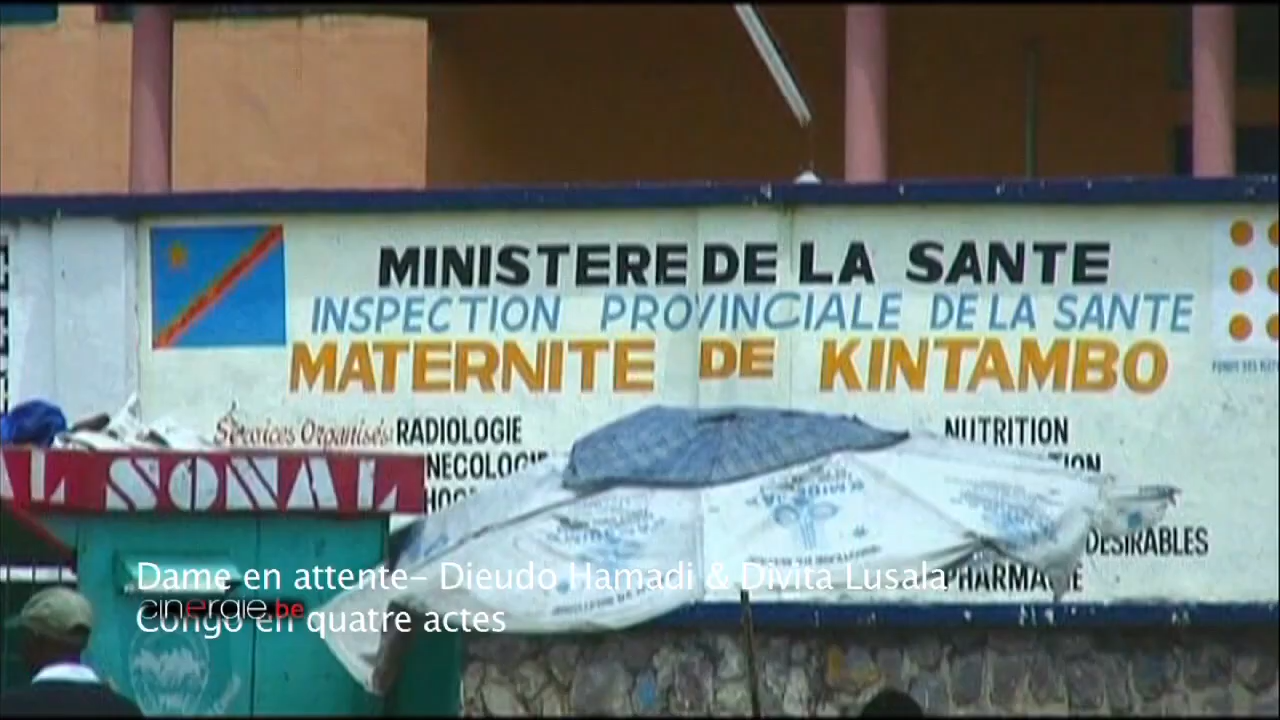 MINISTERE DE LA SANTE
INSPECTION PROVINCIALE DE LA SANTE
MATERNITE DE KINTAMBO
Services Organisés: RADIOLOGIE
NUTRITION
SONAL
DESIRABLES
PHARMACIE
Dame en attente- Dieudo Hamadi & Divita Lusala
cinergie.be
Congo en quatre actes